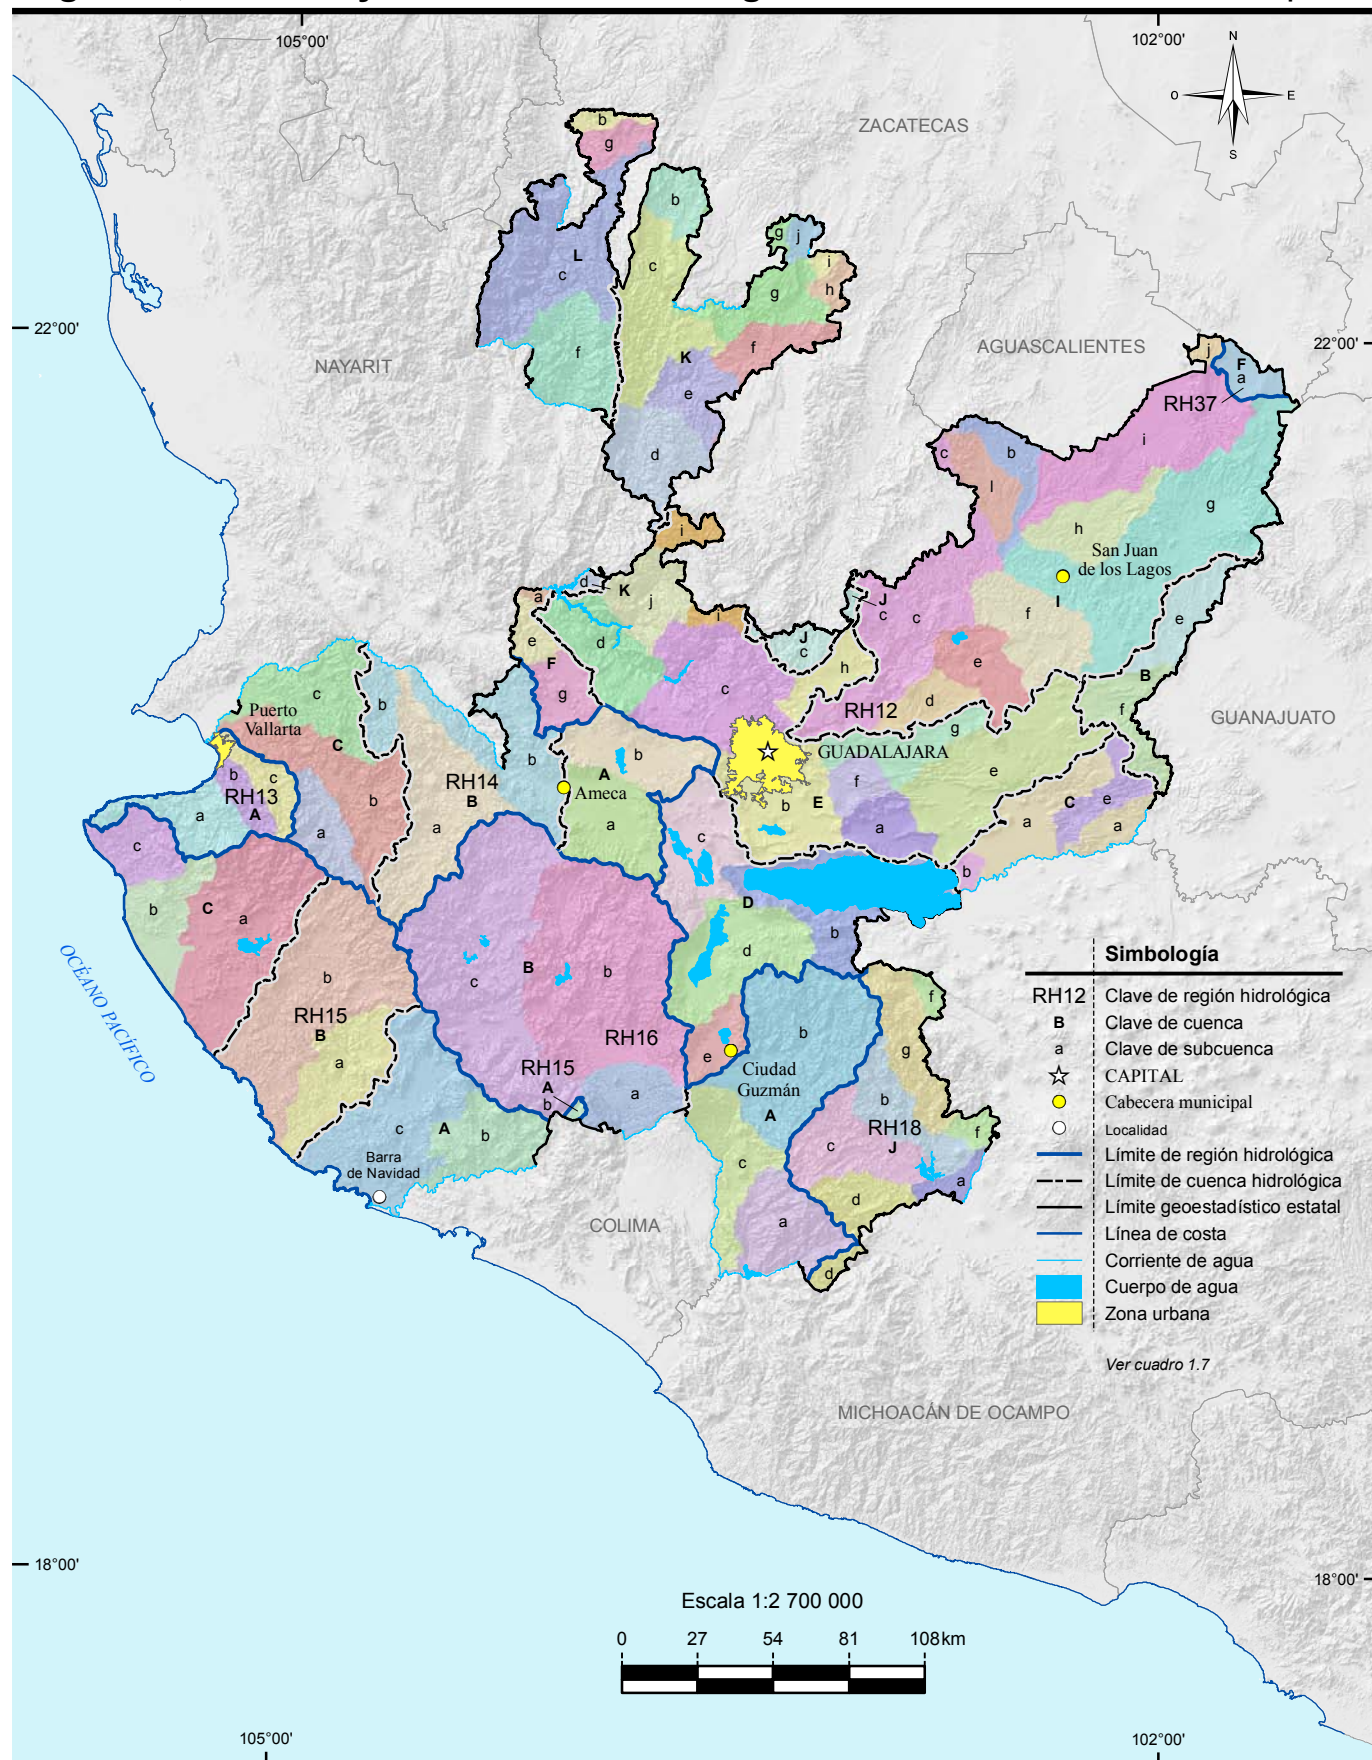 105°00'
102°00'
N
O
E
S
ZACATECAS
b
g
b
g
j
L
c
c
i
h
g
22°00'
22°00'
NAYARIT
AGUASCALIENTES
f
K
f
e
j
F
a
RH37
i
c
b
d
l
g
h
i
San Juan
de los Lagos
d
K
a
j
J
c
c
I
f
e
i
J
c
e
d
F
h
e
B
c
g
c
d
f
RH12
GUANAJUATO
b
Puerto
Vallarta
C
g
GUADALAJARA
b
A
b
e
b
c
RH14
B
f
RH13
A
Ameca
b
E
C
e
a
b
a
a
a
a
a
a
c
c
b
D
b
C
a
b
d
OCÉANO PACÍFICO
b
B
b
c
f
RH15
B
RH16
b
g
a
e
Ciudad
Guzmán
RH15
A
b
a
A
b
RH18
J
f
c
A
b
c
c
a
Barra
de Navidad
d
a
COLIMA
d
Simbología
RH12 Clave de región hidrológica
B Clave de cuenca
a Clave de subcuenca
CAPITAL
Cabecera municipal
Localidad
Límite de región hidrológica
Límite de cuenca hidrológica
Límite geoestadístico estatal
Línea de costa
Corriente de agua
Cuerpo de agua
Zona urbana
Ver cuadro 1.7
MICHOACÁN DE OCAMPO
18°00'
18°00'
Escala 1:2 700 000
0 27 54 81 108km
105°00'
102°00'